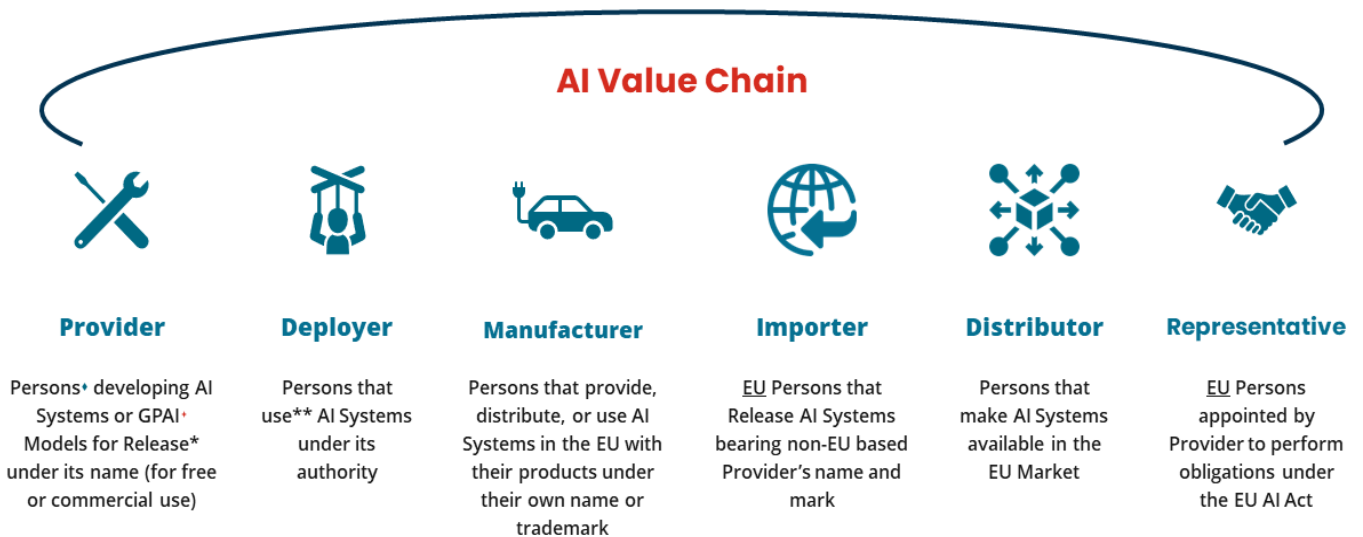 AI Value Chain
Provider
Persons♦ developing AI
Systems or GPAI♦
Models for Release*
under its name (for free
or commercial use)
Deployer
Persons that
use** AI Systems
under its
authority
Manufacturer
Persons that provide,
distribute, or use AI
Systems in the EU with
their products under
their own name or
trademark
Importer
EU Persons that
Release AI Systems
bearing non-EU based
Provider's name and
mark
Distributor
Persons that
make AI Systems
available in the
EU Market
Representative
EU Persons
appointed by
Provider to perform
obligations under
the EU AI Act